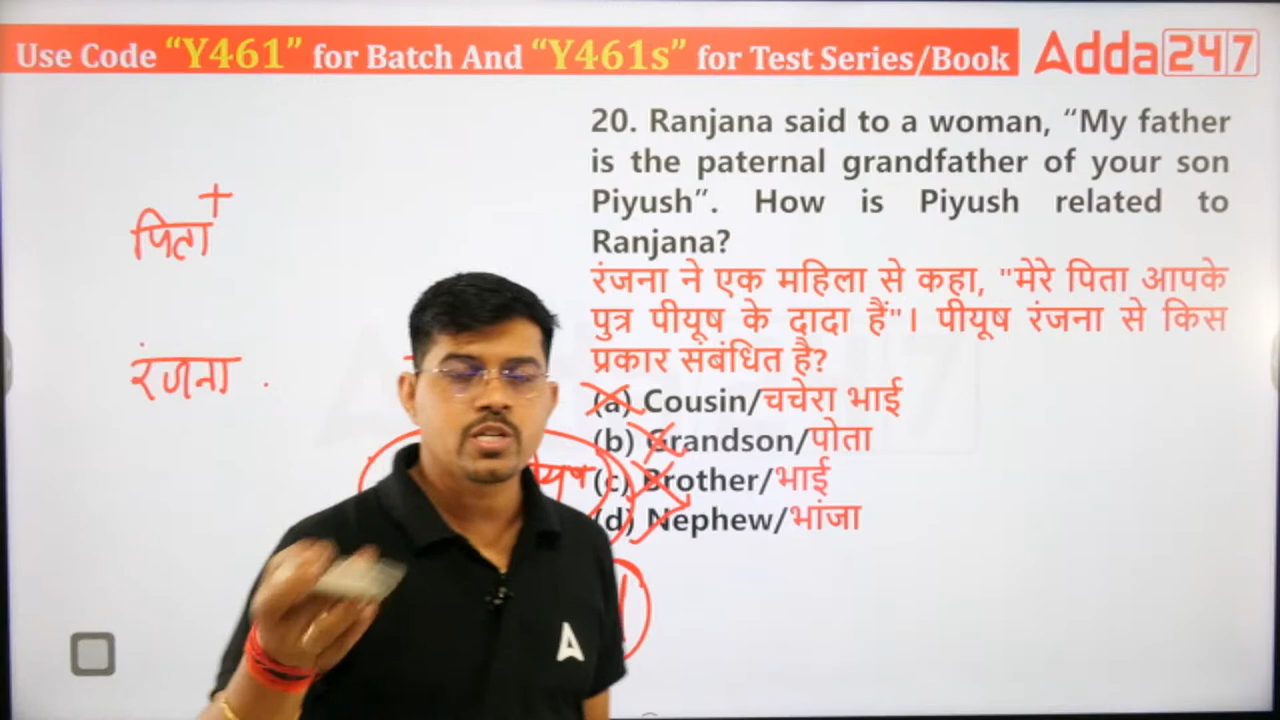 Use Code “Y461” for Batch And “Y461s” for Test Series/Book
Adda247
20. Ranjana said to a woman, “My father
is the paternal grandfather of your son
Piyush”. How is Piyush related to
Ranjana?
रंजना ने एक महिला से कहा, "मेरे पिता आपके
पुत्र पीयूष के दादा हैं"। पीयूष रंजना से किस
प्रकार संबंधित है?
(a) Cousin/चचेरा भाई
(b) Grandson/पोता
(c) Brother/भाई
(d) Nephew/भांजा
पिता +
रंजना
A